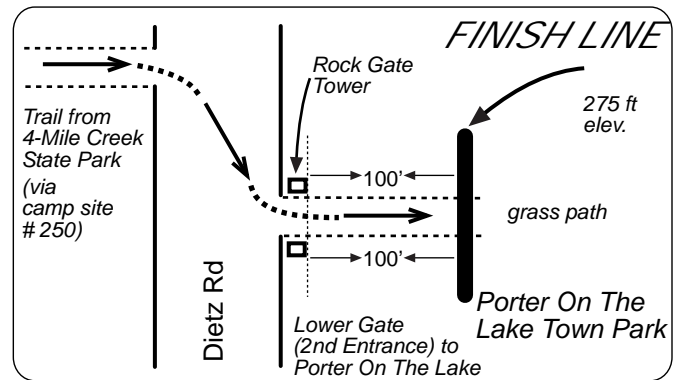 FINISH LINE
Rock Gate
Tower
275 ft
elev.
Trail from
4-Mile Creek
State Park
(via
camp site
# 250)
100'
grass path
100'
Dietz Rd
Lower Gate
(2nd Entrance) to
Porter On The Lake
Porter On The
Lake Town Park